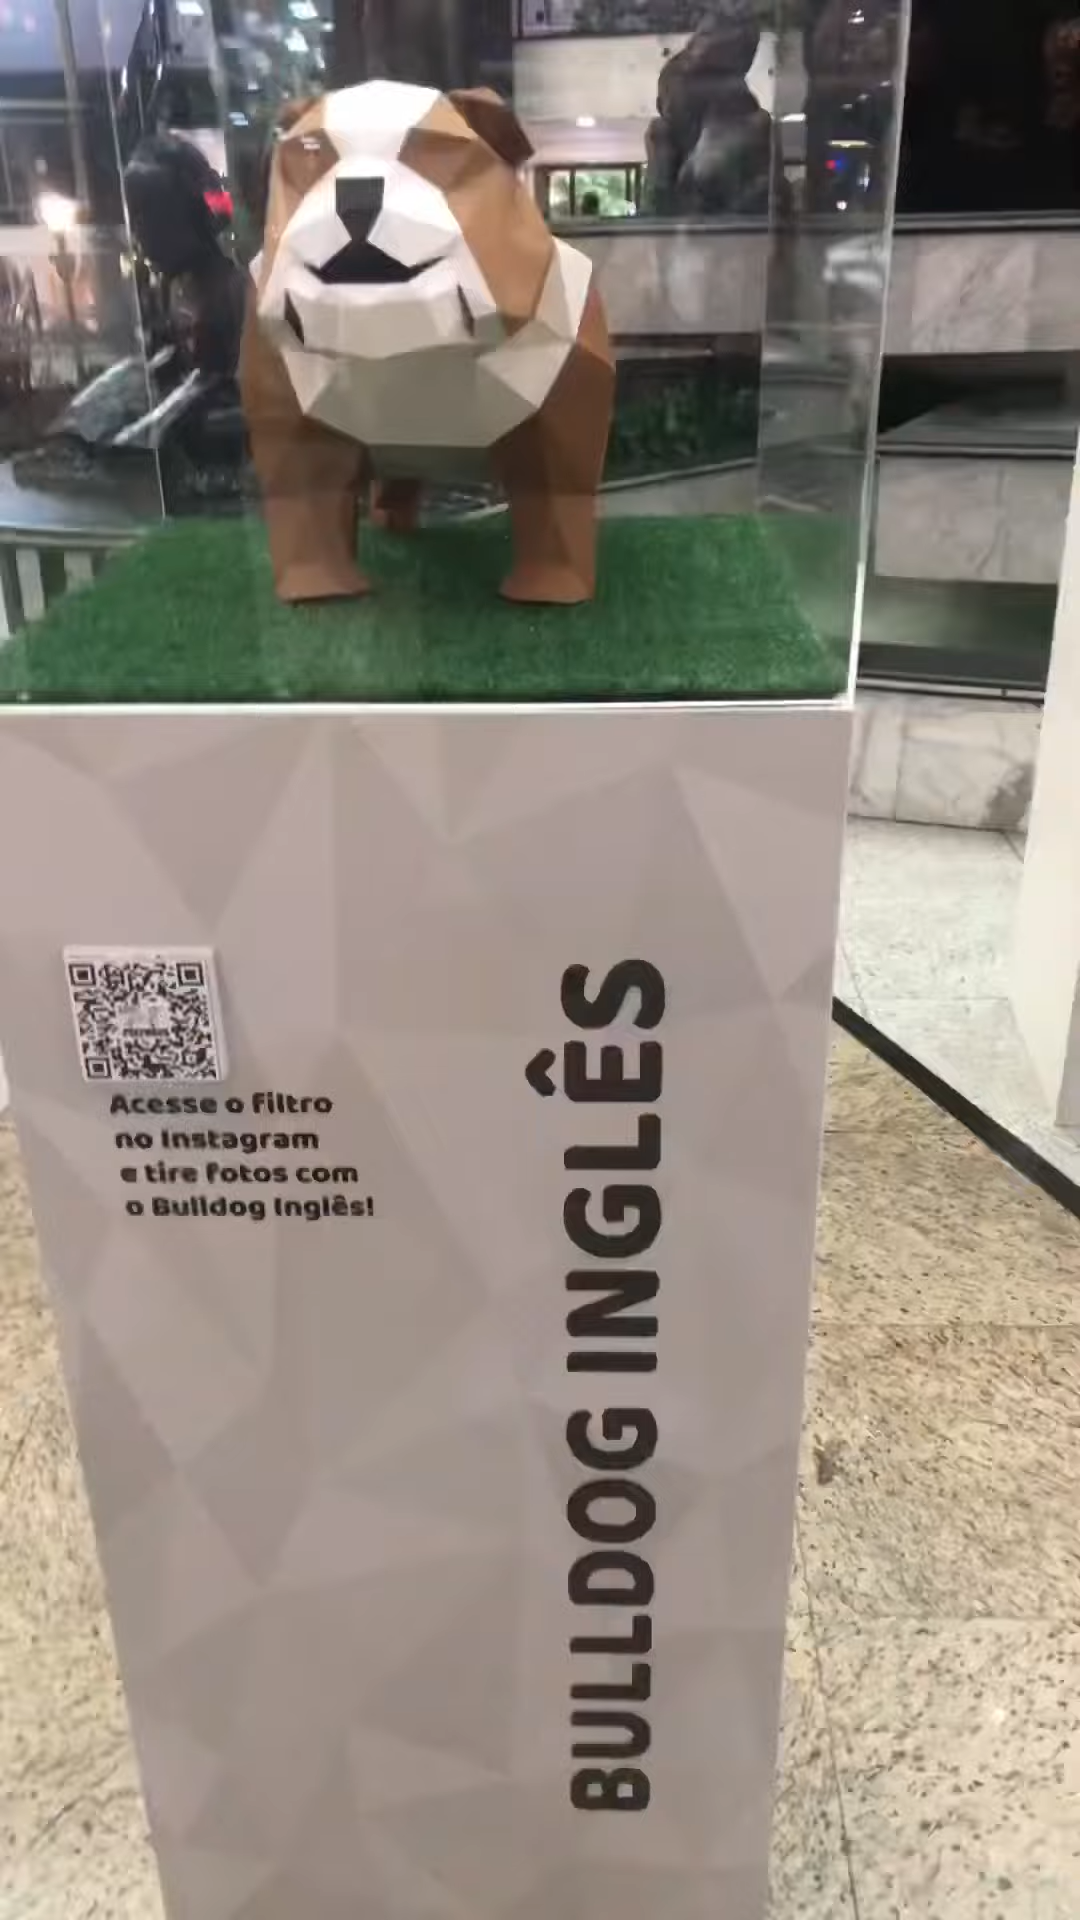 Acesse o filtro
no Instagram
e tire fotos com
o Bulldog Inglês!
BULLDOG INGLÊS